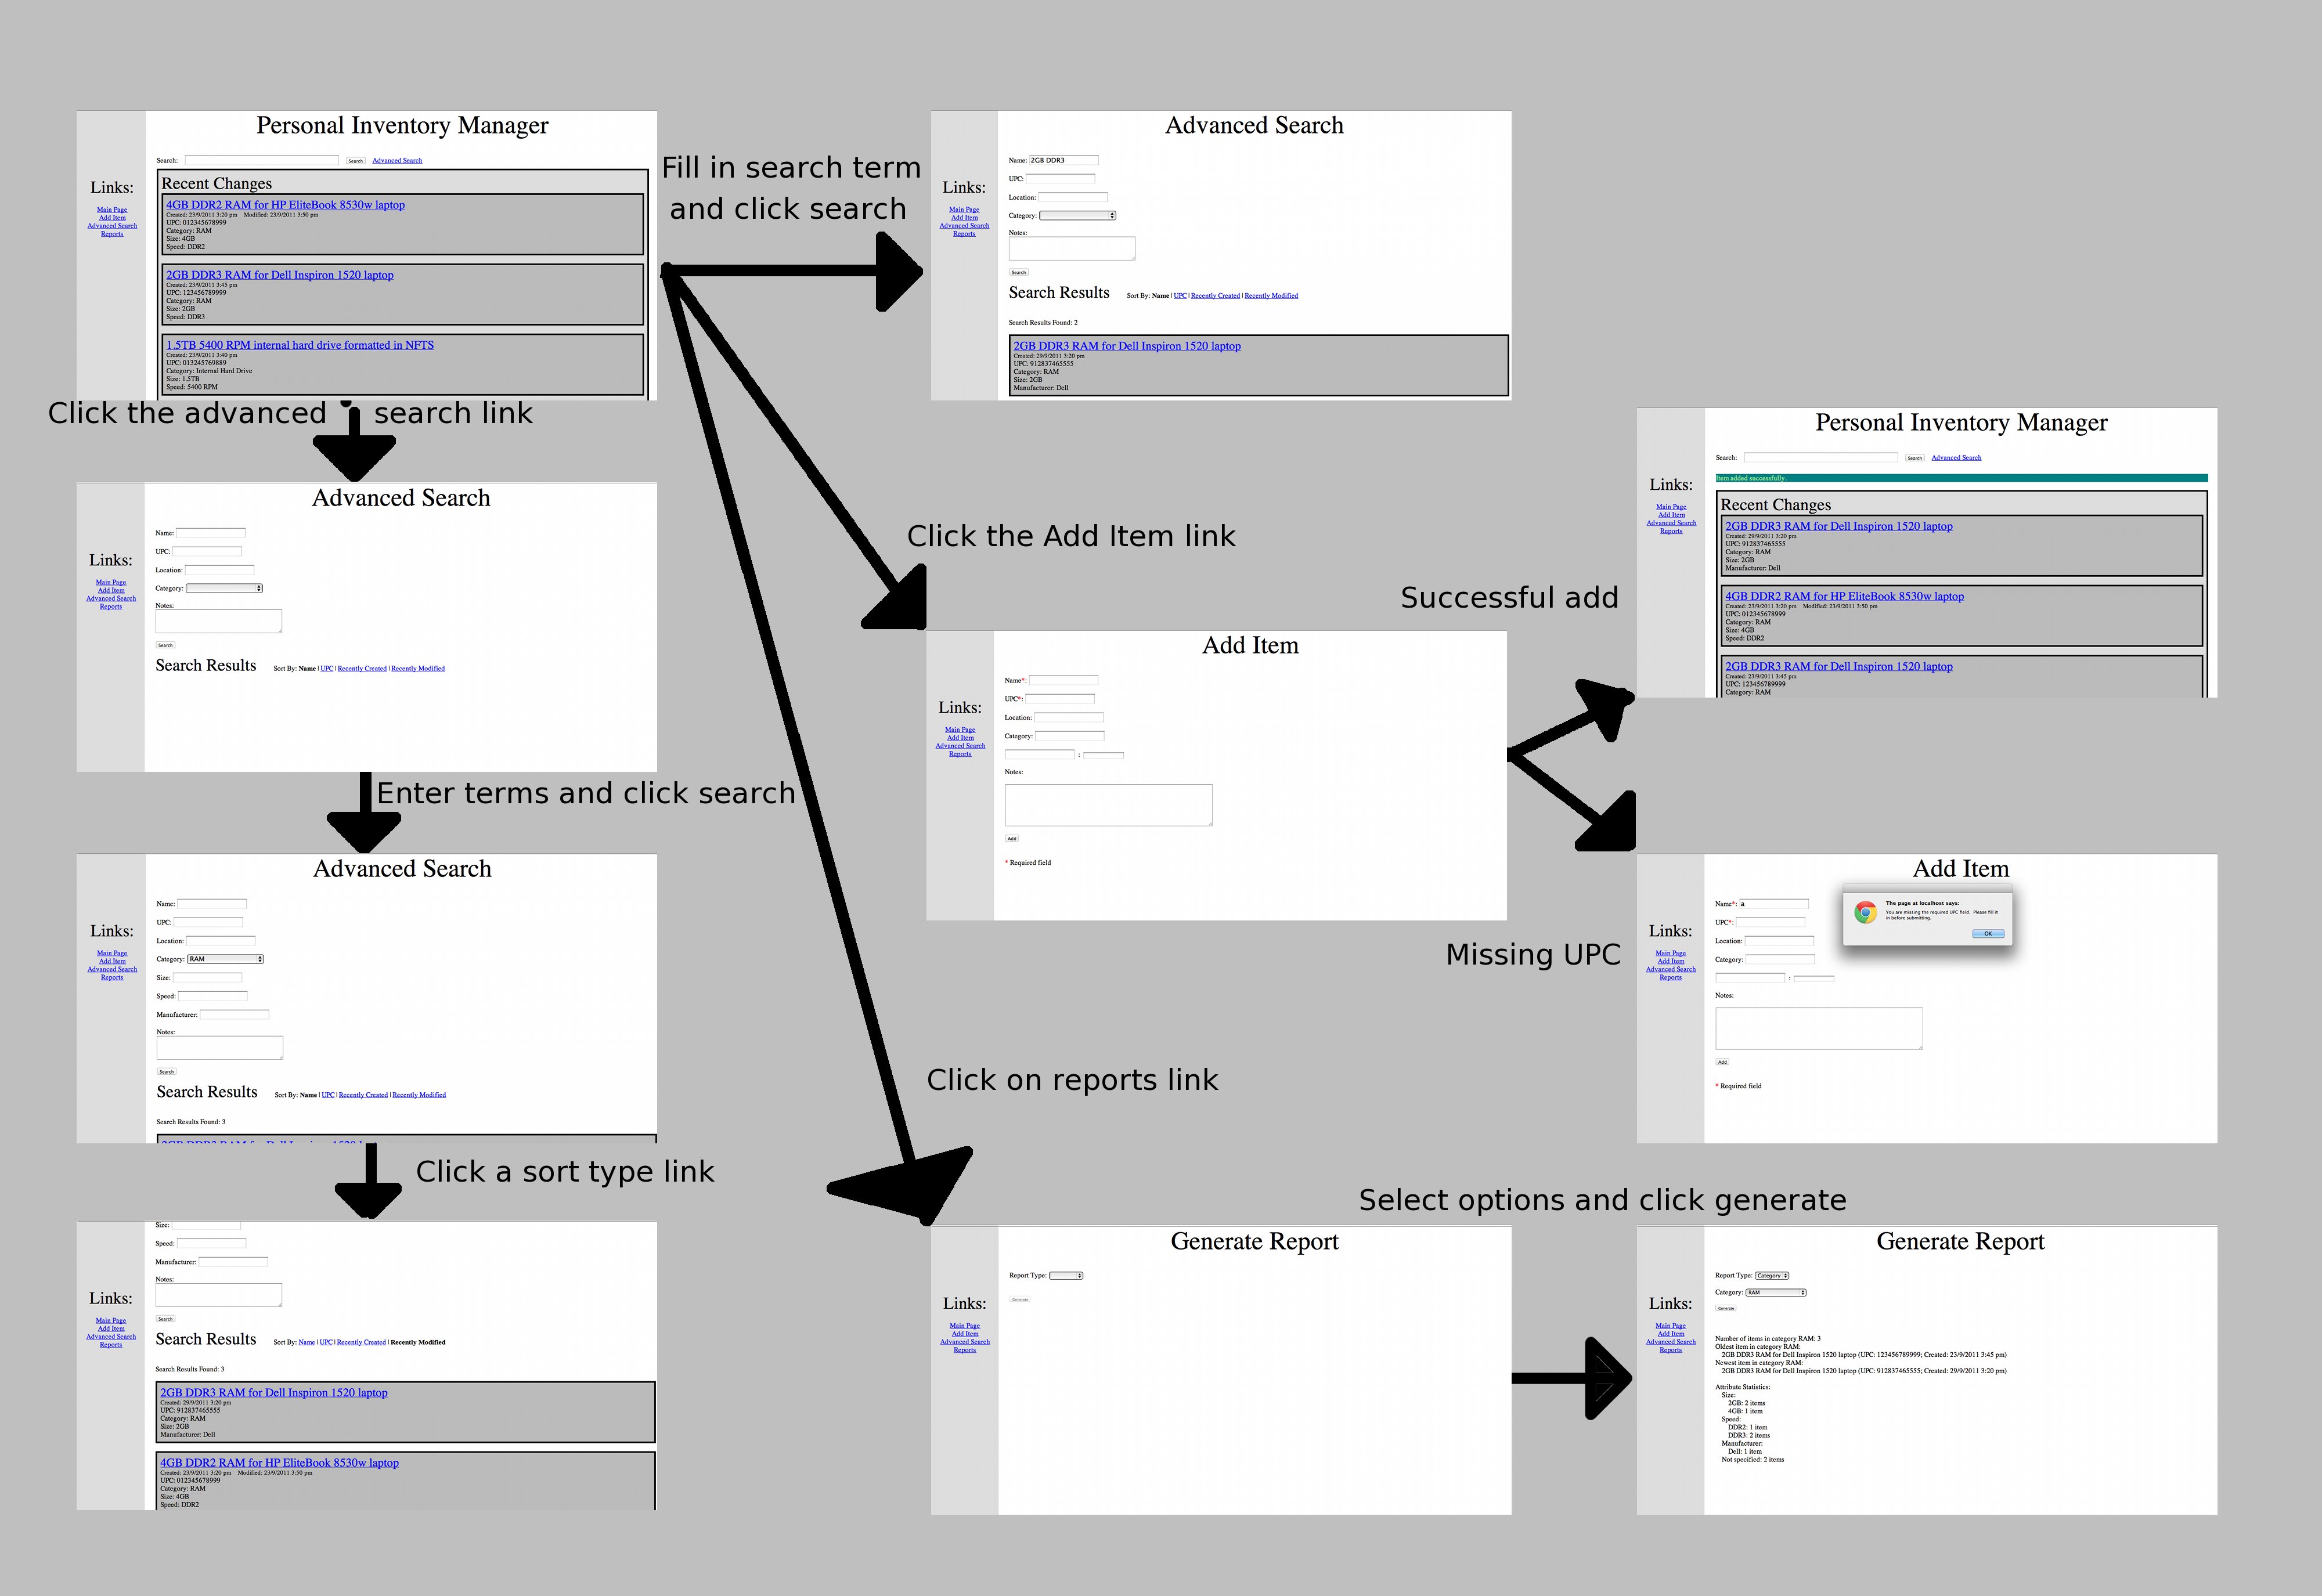 Personal Inventory Manager
Search: Search Advanced Search
Links:
Main Page
Add Item
Advanced Search
Reports
Recent Changes
4GB DDR2 RAM for HP EliteBook 8530w laptop
Created: 23/9/2011 3:20 pm Modified: 23/9/2011 3:50 pm
UPC: 012345678999
Category: RAM
Size: 4GB
Speed: DDR2
2GB DDR3 RAM for Dell Inspiron 1520 laptop
Created: 23/9/2011 3:45 pm
UPC: 123456789999
Category: RAM
Size: 2GB
Speed: DDR3
1.5TB 5400 RPM internal hard drive formatted in NFTS
Created: 23/9/2011 3:40 pm
UPC: 013245769889
Category: Internal Hard Drive
Size: 1.5TB
Speed: 5400 RPM
Fill in search term
and click search
Advanced Search
Links:
Main Page
Add Item
Advanced Search
Reports
Name: 2GB DDR3
UPC:
Location:
Category:
Notes:
Search
Search Results Sort By: Name | UPC | Recently Created | Recently Modified
Search Results Found: 2
2GB DDR3 RAM for Dell Inspiron 1520 laptop
Created: 29/9/2011 3:20 pm
UPC: 912837465555
Category: RAM
Size: 2GB
Manufacturer: Dell
Click the advanced search link
Advanced Search
Links:
Main Page
Add Item
Advanced Search
Reports
Name:
UPC:
Location:
Category:
Notes:
Search
Search Results Sort By: Name | UPC | Recently Created | Recently Modified
Click the Add Item link
Add Item
Links:
Main Page
Add Item
Advanced Search
Reports
Name*:
UPC*:
Location:
Category:
:
Notes:
Add
* Required field
Successful add
Personal Inventory Manager
Search: Search Advanced Search
Item added successfully.
Links:
Main Page
Add Item
Advanced Search
Reports
Recent Changes
2GB DDR3 RAM for Dell Inspiron 1520 laptop
Created: 29/9/2011 3:20 pm
UPC: 912837465555
Category: RAM
Size: 2GB
Manufacturer: Dell
4GB DDR2 RAM for HP EliteBook 8530w laptop
Created: 23/9/2011 3:20 pm Modified: 23/9/2011 3:50 pm
UPC: 012345678999
Category: RAM
Size: 4GB
Speed: DDR2
2GB DDR3 RAM for Dell Inspiron 1520 laptop
Created: 23/9/2011 3:45 pm
UPC: 123456789999
Category: RAM
Enter terms and click search
Advanced Search
Links:
Main Page
Add Item
Advanced Search
Reports
Name:
UPC:
Location:
Category: RAM
Size:
Speed:
Manufacturer:
Notes:
Search
Search Results Sort By: Name | UPC | Recently Created | Recently Modified
Search Results Found: 3
2GB DDR3 RAM for Dell Inspiron 1520 laptop
Missing UPC
Add Item
Links:
Main Page
Add Item
Advanced Search
Reports
Name*: a
UPC*:
Location:
Category:
:
Notes:
Add
* Required field
The page at localhost says:
You are missing the required UPC field. Please fill it
in before submitting.
OK
Click a sort type link
Size:
Speed:
Manufacturer:
Notes:
Search
Links:
Main Page
Add Item
Advanced Search
Reports
Search Results Sort By: Name | UPC | Recently Created | Recently Modified
Search Results Found: 3
2GB DDR3 RAM for Dell Inspiron 1520 laptop
Created: 29/9/2011 3:20 pm
UPC: 912837465555
Category: RAM
Size: 2GB
Manufacturer: Dell
4GB DDR2 RAM for HP EliteBook 8530w laptop
Created: 23/9/2011 3:20 pm Modified: 23/9/2011 3:50 pm
UPC: 012345678999
Category: RAM
Size: 4GB
Speed: DDR2
Click on reports link
Generate Report
Links:
Main Page
Add Item
Advanced Search
Reports
Report Type:
Generate
Select options and click generate
Generate Report
Links:
Main Page
Add Item
Advanced Search
Reports
Report Type: Category
Category: RAM
Generate
Number of items in category RAM: 3
Oldest item in category RAM:
2GB DDR3 RAM for Dell Inspiron 1520 laptop (UPC: 123456789999; Created: 23/9/2011 3:45 pm)
Newest item in category RAM:
2GB DDR3 RAM for Dell Inspiron 1520 laptop (UPC: 912837465555; Created: 29/9/2011 3:20 pm)
Attribute Statistics:
Size:
2GB: 2 items
4GB: 1 item
Speed:
DDR2: 1 item
DDR3: 2 items
Manufacturer:
Dell: 1 item
Not specified: 2 items